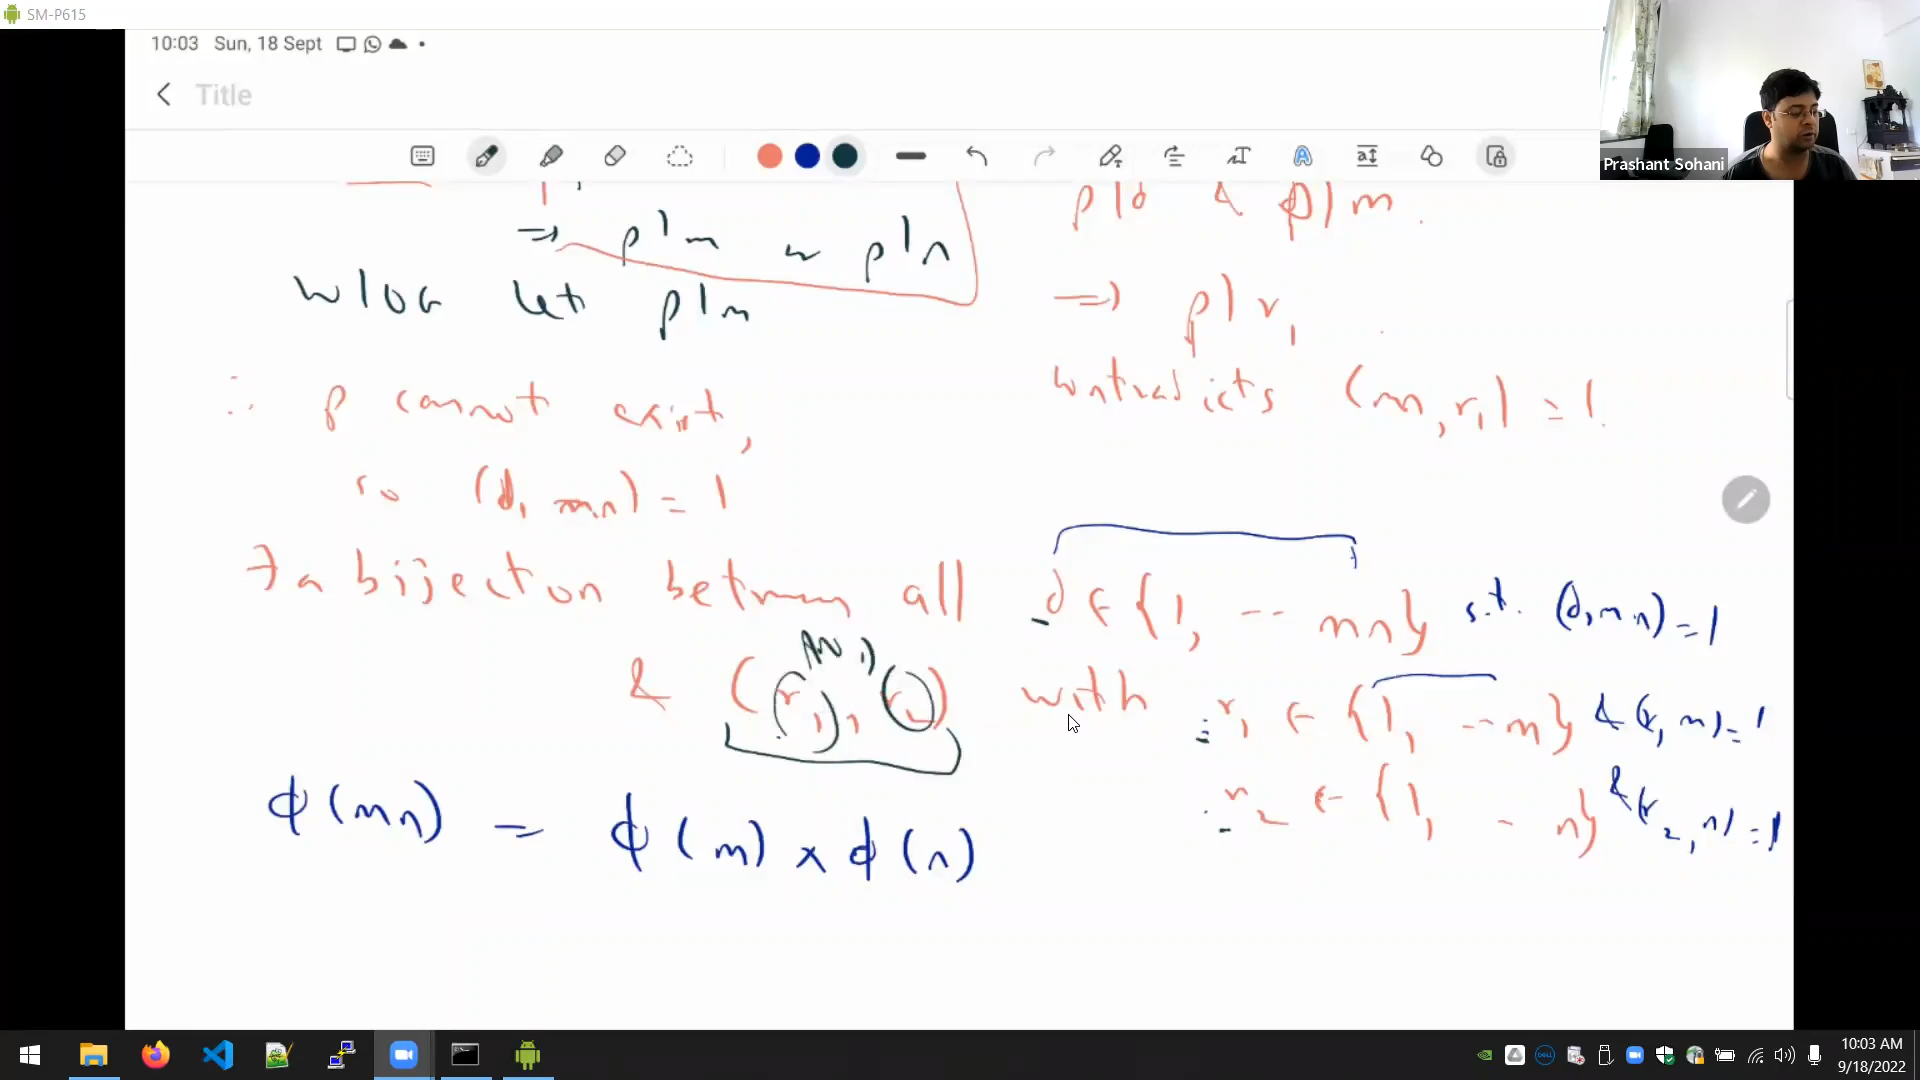 SM-P615
10:03 Sun, 18 Sept
Title
Prashant Sohani
p|d & p|m.
⇒ p|m or p|n
WLOG let p|m
⇒ p|r₁
contradicts (m, r₁) = 1.
∴ p cannot exist,
so (d, mn) = 1
∃ a bijection between all d ∈ {1, -- mn} s.t. (d, mn) = 1
& (r₁, r₂) with r₁ ∈ {1, -- m} & (r₁, m) = 1
r₂ ∈ {1, - n} & (r₂, n) = 1
ϕ(mn) = ϕ(m) × ϕ(n)
10:03 AM
9/18/2022